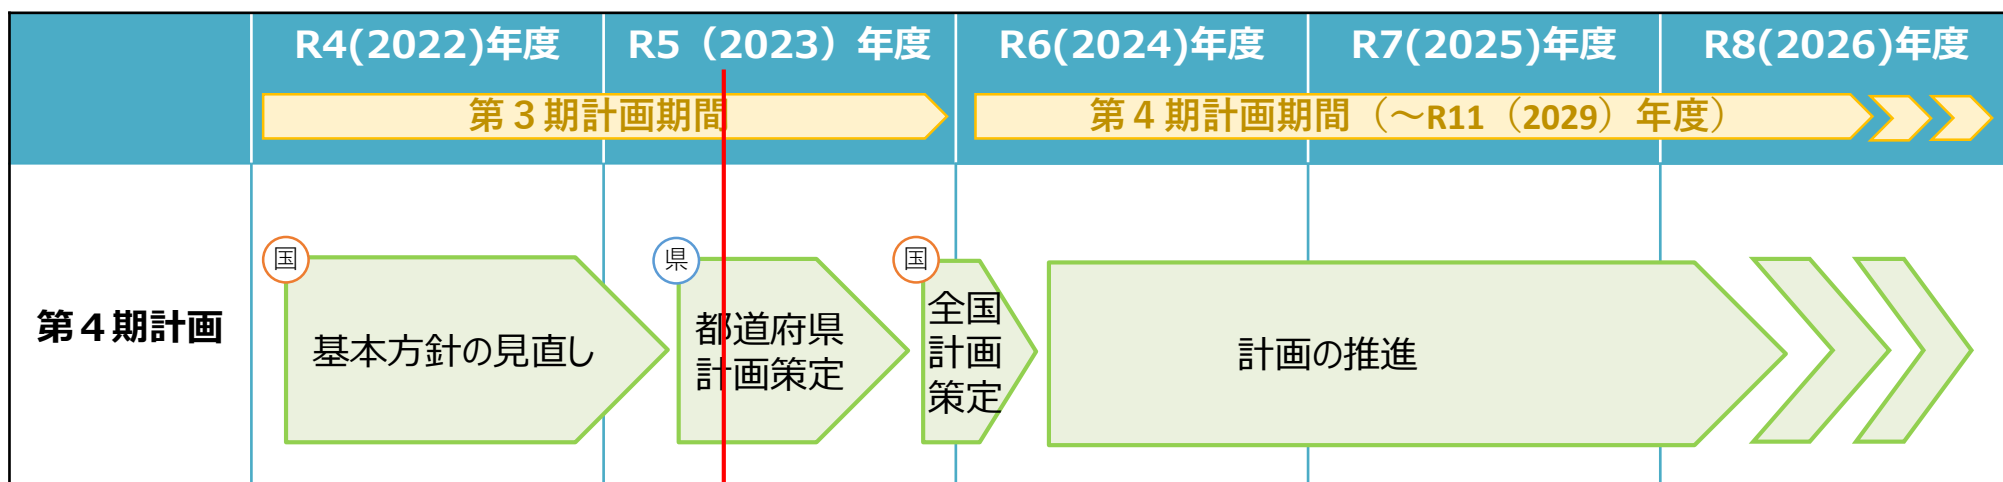 R4(2022)年度
R5（2023）年度
R6(2024)年度
R7(2025)年度
R8(2026)年度
第３期計画期間
第４期計画期間（～R11（2029）年度）
第４期計画
国
基本方針の見直し
県
都道府県
計画策定
国
全国
計画
策定
計画の推進